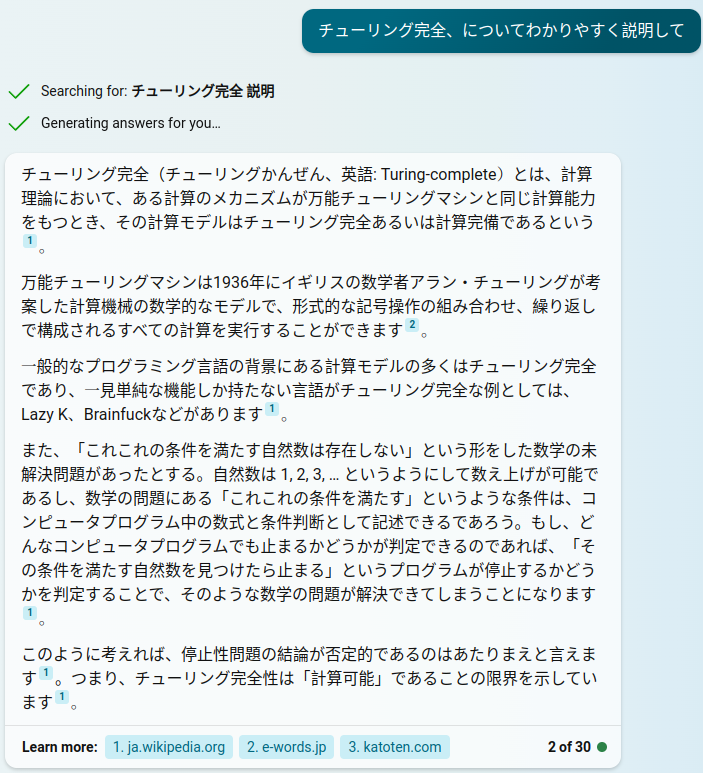 チューリング完全、についてわかりやすく説明して
Searching for: チューリング完全 説明
Generating answers for you…
チューリング完全（チューリングかんぜん、英語: Turing-complete）とは、計算
理論において、ある計算のメカニズムが万能チューリングマシンと同じ計算能力
をもつとき、その計算モデルはチューリング完全あるいは計算完備であるという
1 。
万能チューリングマシンは1936年にイギリスの数学者アラン・チューリングが考
案した計算機械の数学的なモデルで、形式的な記号操作の組み合わせ、繰り返し
で構成されるすべての計算を実行することができます 2 。
一般的なプログラミング言語の背景にある計算モデルの多くはチューリング完全
であり、一見単純な機能しか持たない言語がチューリング完全な例としては、
Lazy K、Brainfuckなどがあります 1 。
また、「これこれの条件を満たす自然数は存在しない」という形をした数学の未
解決問題があったとする。自然数は 1, 2, 3, … というようにして数え上げが可能で
あるし、数学の問題にある「これこれの条件を満たす」というような条件は、コ
ンピュータプログラム中の数式と条件判断として記述できるであろう。もし、ど
んなコンピュータプログラムでも止まるかどうかが判定できるのであれば、「そ
の条件を満たす自然数を見つけたら止まる」というプログラムが停止するかどう
かを判定することで、そのような数学の問題が解決できてしまうことになります
1 。
このように考えれば、停止性問題の結論が否定的であるのはあたりまえと言えま
す 1 。つまり、チューリング完全性は「計算可能」であることの限界を示してい
ます 1 。
Learn more: 1. ja.wikipedia.org 2. e-words.jp 3. katoten.com 2 of 30